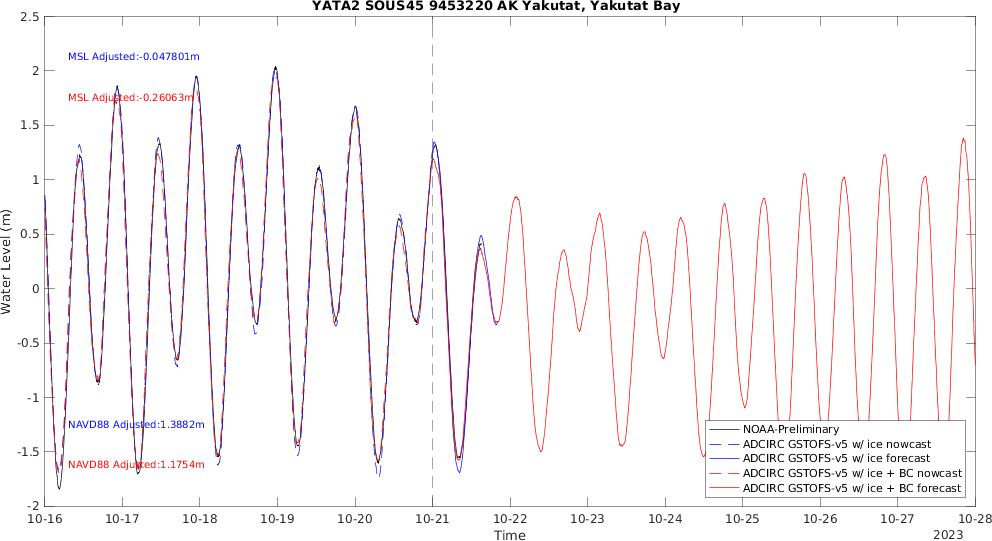 YATA2 SOUS45 9453220 AK Yakutat, Yakutat Bay
2.5
2
1.5
1
0.5
0
-0.5
-1
-1.5
-2
Water Level (m)
MSL Adjusted:-0.047801m
MSL Adjusted:-0.26063m
NAVD88 Adjusted:1.3882m
NAVD88 Adjusted:1.1754m
NOAA-Preliminary
ADCIRC GSTOFS-v5 w/ ice nowcast
ADCIRC GSTOFS-v5 w/ ice forecast
ADCIRC GSTOFS-v5 w/ ice + BC nowcast
ADCIRC GSTOFS-v5 w/ ice + BC forecast
10-16 10-17 10-18 10-19 10-20 10-21 10-22 10-23 10-24 10-25 10-26 10-27 10-28
Time
2023